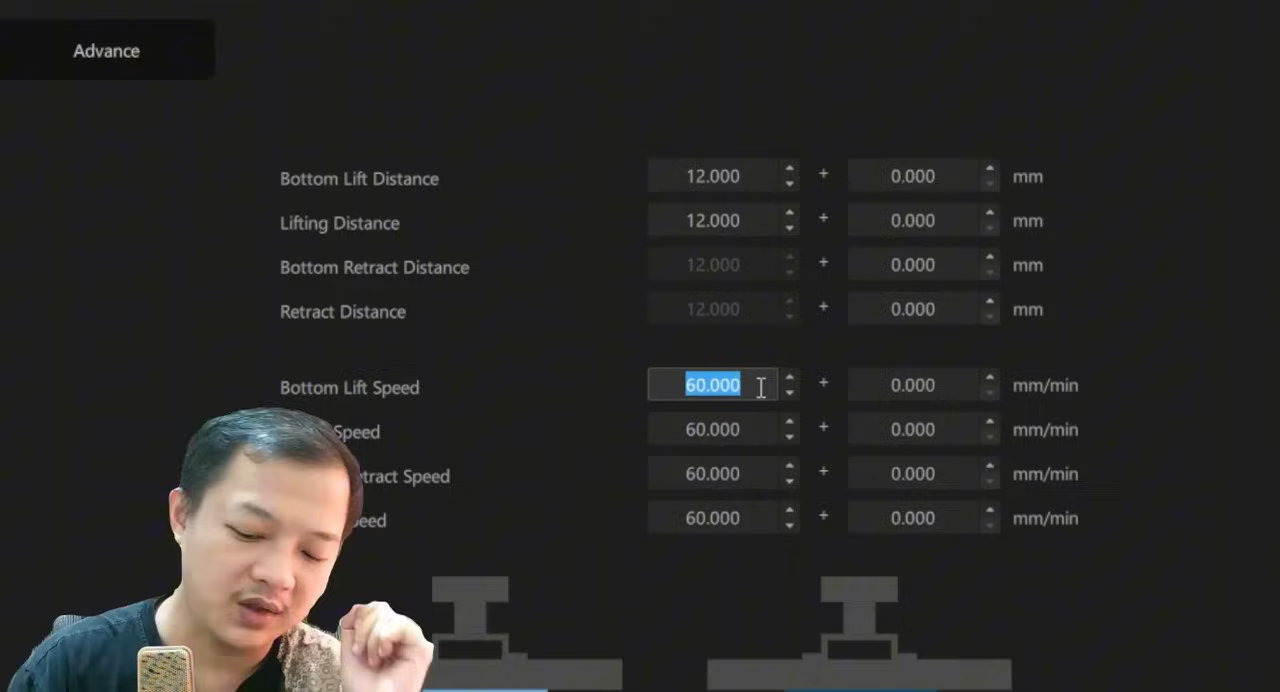 Advance
Bottom Lift Distance 12.000 + 0.000 mm
Lifting Distance 12.000 + 0.000 mm
Bottom Retract Distance 12.000 + 0.000 mm
Retract Distance 12.000 + 0.000 mm
Bottom Lift Speed 60.000 + 0.000 mm/min
Speed 60.000 + 0.000 mm/min
Speed 60.000 + 0.000 mm/min
60.000 + 0.000 mm/min